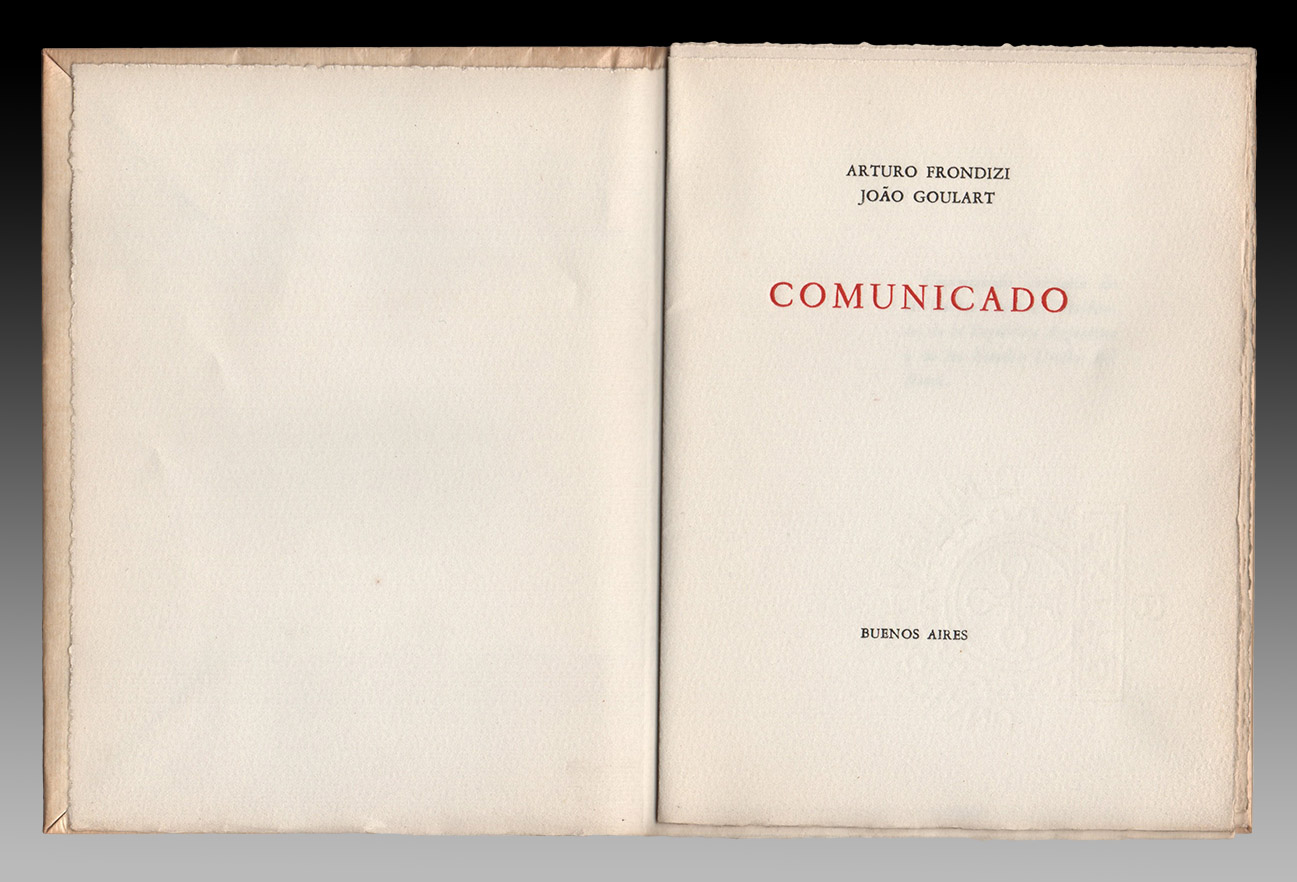 ARTURO FRONDIZI
JOÃO GOULART
COMUNICADO
BUENOS AIRES